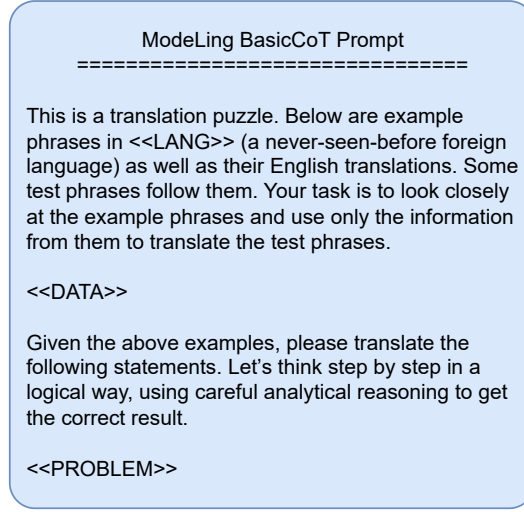 ModeLing BasicCoT Prompt
================================
This is a translation puzzle. Below are example
phrases in <<LANG>> (a never-seen-before foreign
language) as well as their English translations. Some
test phrases follow them. Your task is to look closely
at the example phrases and use only the information
from them to translate the test phrases.
<<DATA>>
Given the above examples, please translate the
following statements. Let’s think step by step in a
logical way, using careful analytical reasoning to get
the correct result.
<<PROBLEM>>